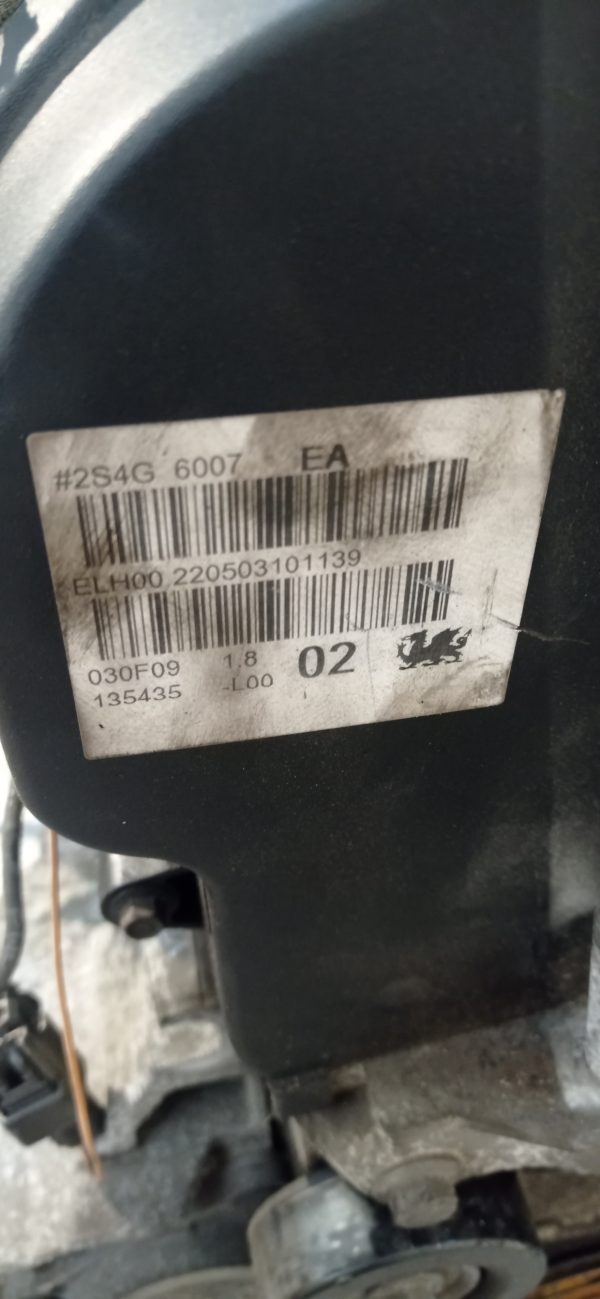 #2S4G 6007 EA
ELH00,220503101139
030F09 1,8 02
135435 -L00